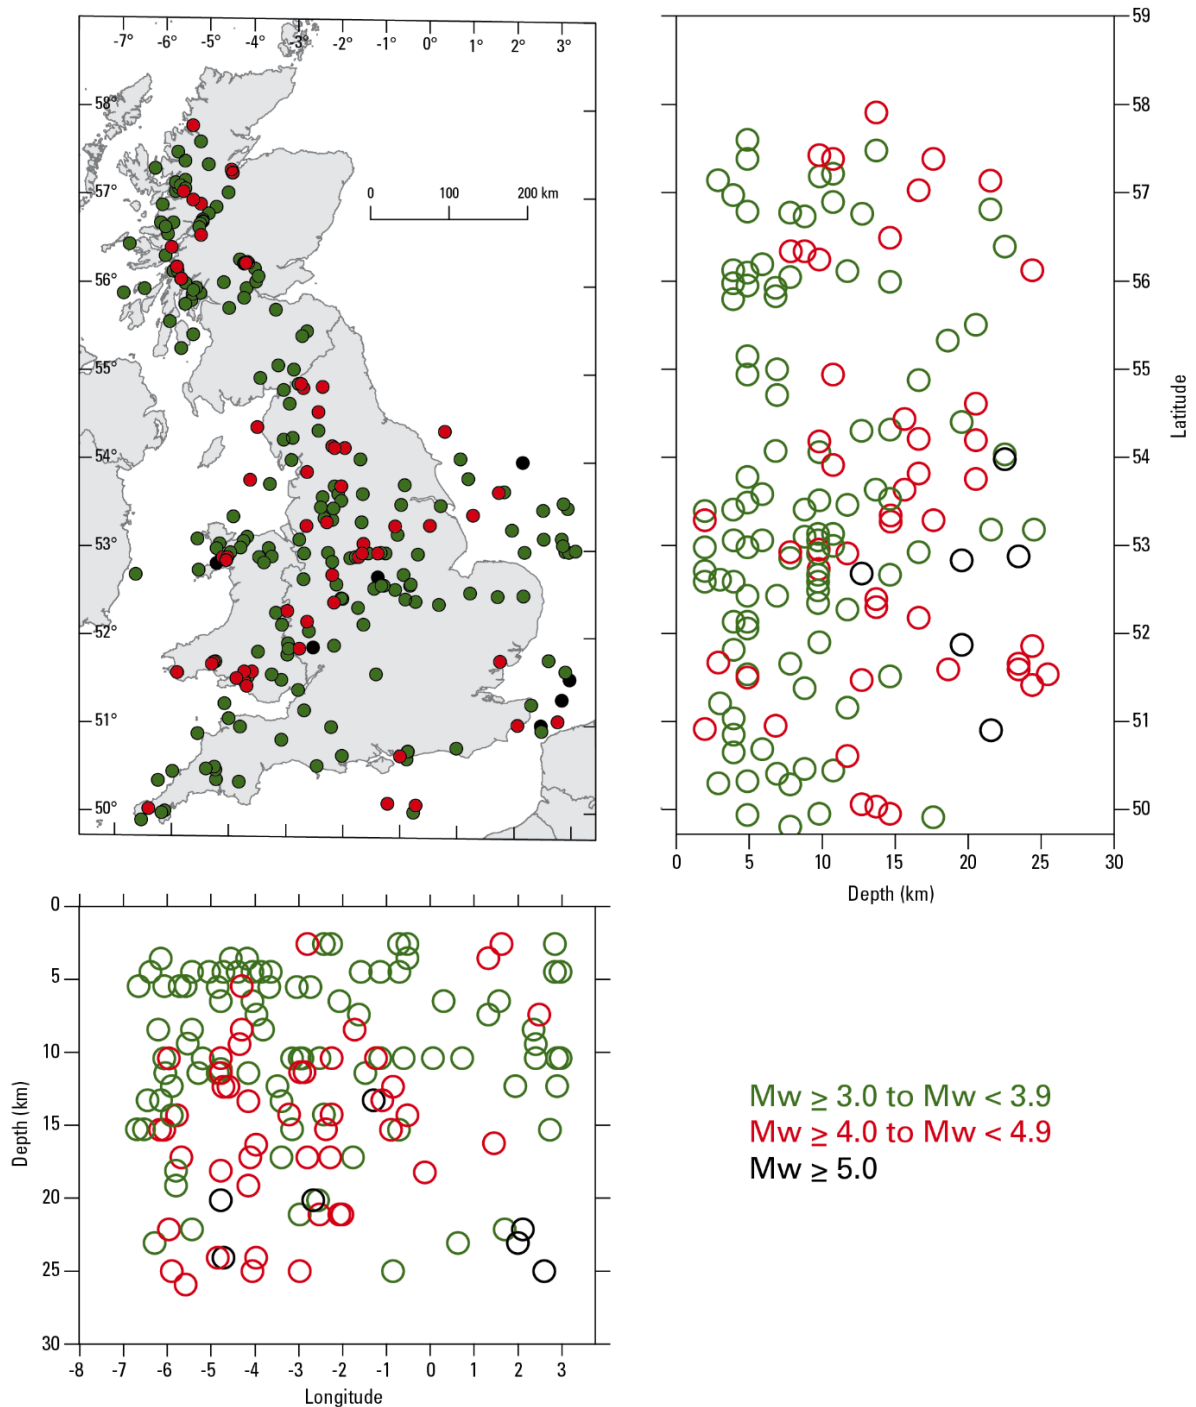 -7° -6° -5° -4° -3° -2° -1° 0° 1° 2° 3°
58°
57°
56°
55°
54°
53°
52°
51°
50°
0 100 200 km
59
58
57
56
55
54
53
52
51
50
Latitude
0 5 10 15 20 25 30
Depth (km)
0
5
10
15
20
25
30
Depth (km)
-8 -7 -6 -5 -4 -3 -2 -1 0 1 2 3
Longitude
Mw ≥ 3.0 to Mw < 3.9
Mw ≥ 4.0 to Mw < 4.9
Mw ≥ 5.0